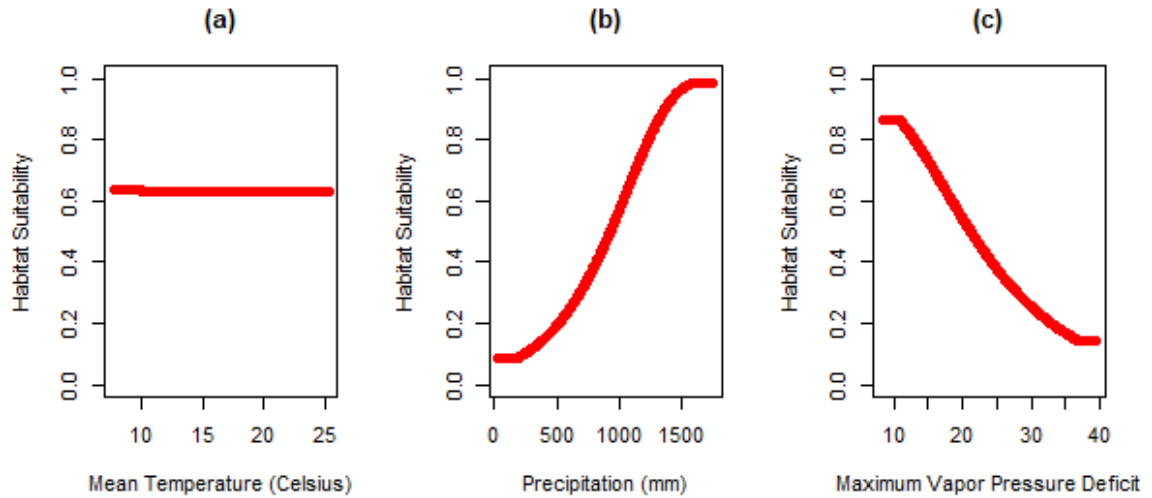 (a)
Habitat Suitability
1.0
0.8
0.6
0.4
0.2
0.0
10 15 20 25
Mean Temperature (Celsius)
(b)
Habitat Suitability
1.0
0.8
0.6
0.4
0.2
0.0
0 500 1000 1500
Precipitation (mm)
(c)
Habitat Suitability
1.0
0.8
0.6
0.4
0.2
0.0
10 20 30 40
Maximum Vapor Pressure Deficit